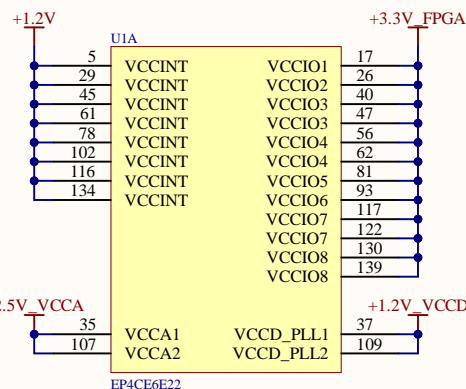 +1.2V +3.3V_FPGA
U1A
5 VCCINT VCCIO1 17
29 VCCINT VCCIO2 26
45 VCCINT VCCIO3 40
61 VCCINT VCCIO3 47
78 VCCINT VCCIO4 56
102 VCCINT VCCIO4 62
116 VCCINT VCCIO5 81
134 VCCINT VCCIO6 93
VCCIO7 117
VCCIO7 122
VCCIO8 130
VCCIO8 139
2.5V_VCCA +1.2V_VCCD
35 VCCA1 VCCD_PLL1 37
107 VCCA2 VCCD_PLL2 109
EP4CE6E22